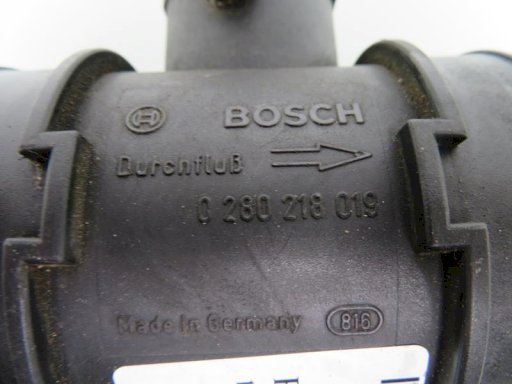 BOSCH
Durchfluß
0 280 218 019
Made in Germany 816